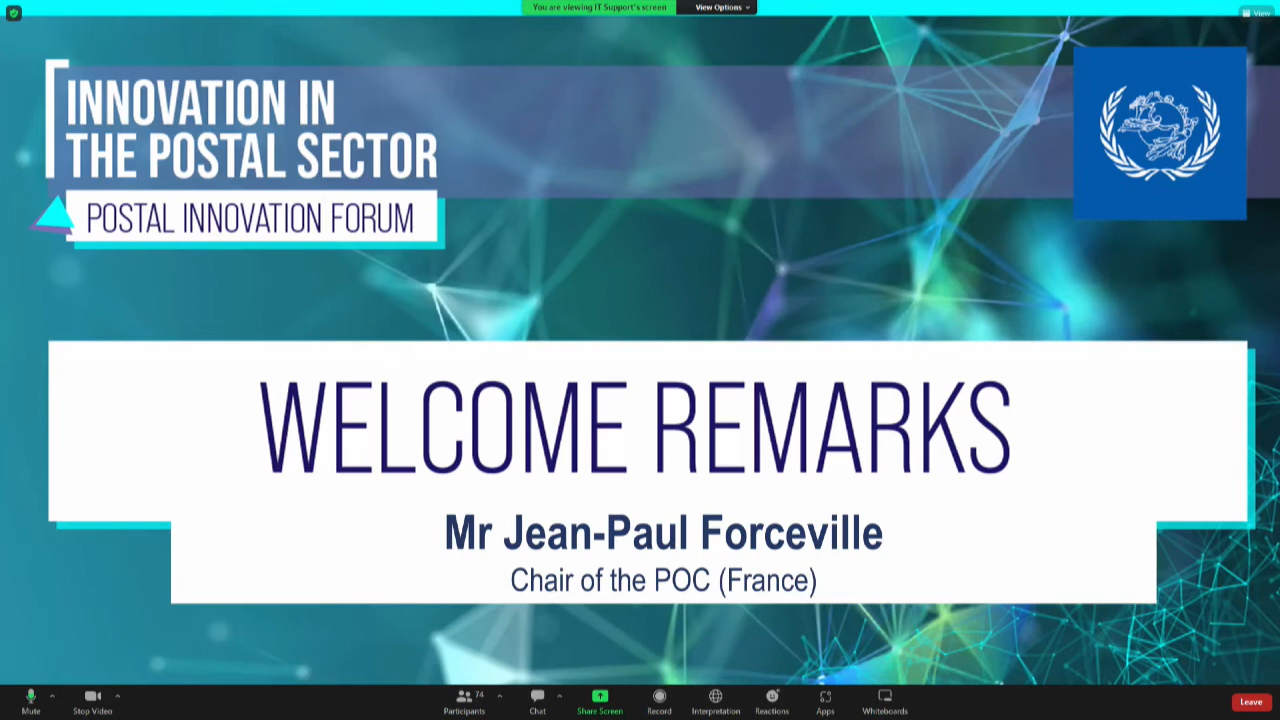 You are viewing IT Support's screen
View Options
View
INNOVATION IN
THE POSTAL SECTOR
POSTAL INNOVATION FORUM
WELCOME REMARKS
Mr Jean-Paul Forceville
Chair of the POC (France)
Mute
Stop Video
Participants
74
Chat
Share Screen
Record
Interpretation
Reactions
Apps
Whiteboards
Leave